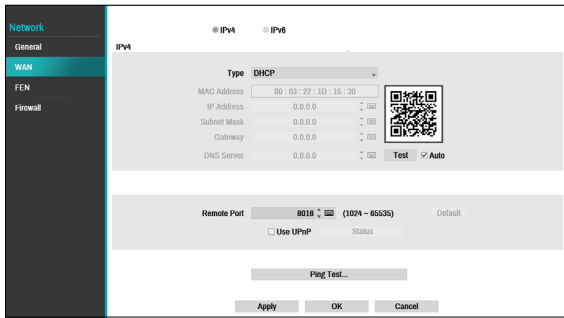 Network
General
WAN
FEN
Firewall
IPv4 IPv6
IPv4
Type DHCP
MAC Address 00 : 03 : 22 : 1D : 15 : 30
IP Address 0.0.0.0
Subnet Mask 0.0.0.0
Gateway 0.0.0.0
DNS Server 0.0.0.0 Test Auto
Remote Port 8016 (1024 ~ 65535) Default
Use UPnP Status
Ping Test...
Apply OK Cancel